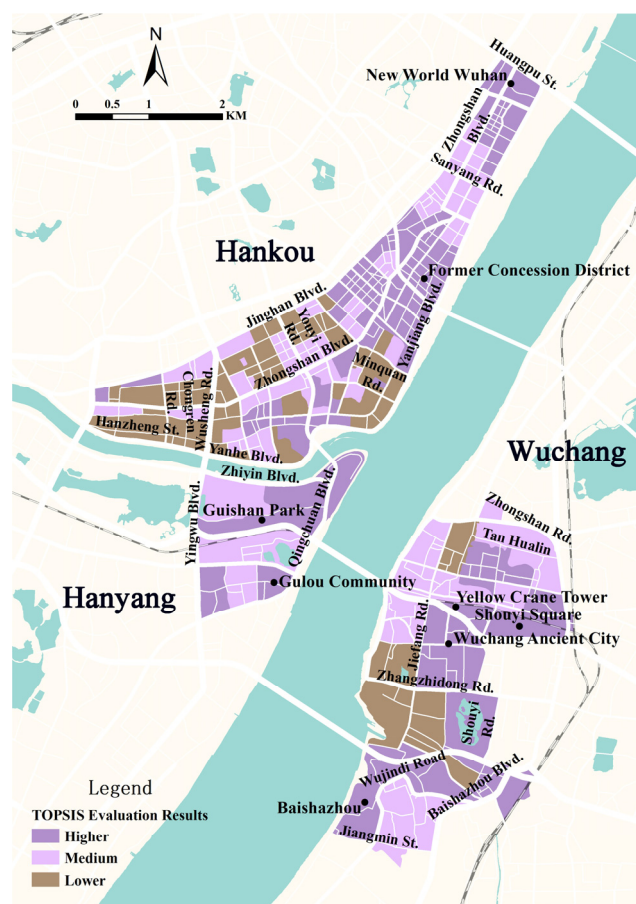 N
0 0.5 1 2
KM
Huangpu St.
New World Wuhan
Zhongshan
Blvd.
Sanyang Rd.
Hankou
Former Concession District
Jinghan Blvd.
Youyi
Rd.
Yanjiang Blvd.
Zhongshan Blvd.
Minquan
Rd.
Chongren
Rd.
Wusheng Rd.
Hanzheng St.
Yanhe Blvd.
Zhiyin Blvd.
Wuchang
Yingwu Blvd.
Guishan Park
Qingchuan Blvd.
Zhongshan Rd.
Tau Hualin
Gulou Community
Hanyang
Yellow Crane Tower
Shouyi Square
Jiefang Rd.
Wuchang Ancient City
Zhangzhidong Rd.
Shouyi
Rd.
Wujindi Road
Baishazhou Blvd.
Baishazhou
Jiangmin St.
Legend
TOPSIS Evaluation Results
Higher
Medium
Lower